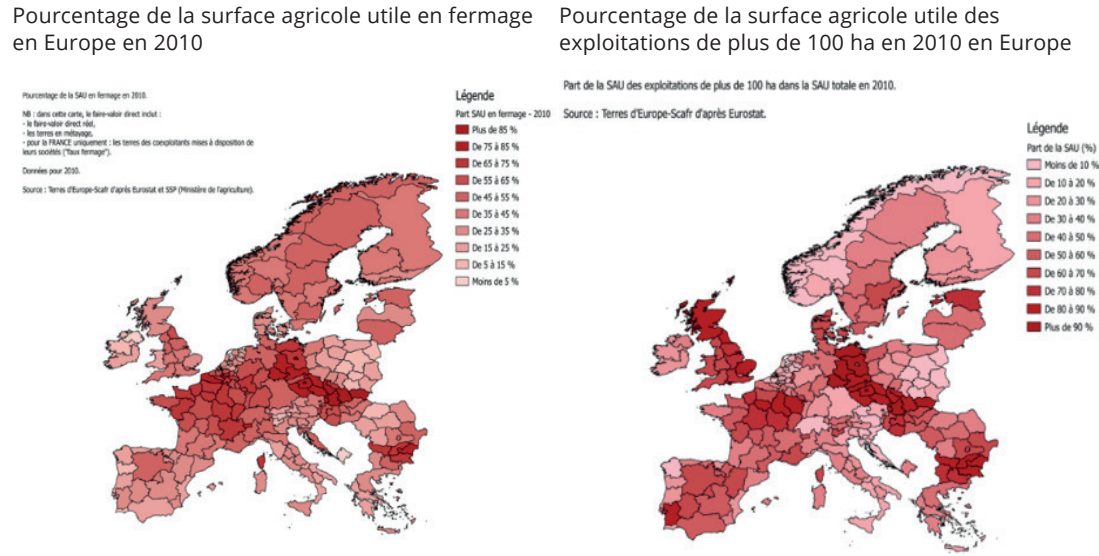 Pourcentage de la surface agricole utile en fermage
en Europe en 2010
Pourcentage de la SAU en fermage en 2010.
NB : dans cette carte, le faire-valoir direct inclut :
- le faire-valoir direct réel,
- les terres en métayage,
- pour la FRANCE uniquement : les terres des coexploitants mises à disposition de
leurs sociétés ("faux fermage").
Données pour 2010.
Source : Terres d'Europe-Scafr d'après Eurostat et SSP (Ministère de l'agriculture).
Légende
Part SAU en fermage - 2010
Plus de 85 %
De 75 à 85 %
De 65 à 75 %
De 55 à 65 %
De 45 à 55 %
De 35 à 45 %
De 25 à 35 %
De 15 à 25 %
De 5 à 15 %
Moins de 5 %
Pourcentage de la surface agricole utile des
exploitations de plus de 100 ha en 2010 en Europe
Part de la SAU des exploitations de plus de 100 ha dans la SAU totale en 2010.
Source : Terres d'Europe-Scafr d'après Eurostat.
Légende
Part de la SAU (%)
Moins de 10 %
De 10 à 20 %
De 20 à 30 %
De 30 à 40 %
De 40 à 50 %
De 50 à 60 %
De 60 à 70 %
De 70 à 80 %
De 80 à 90 %
Plus de 90 %